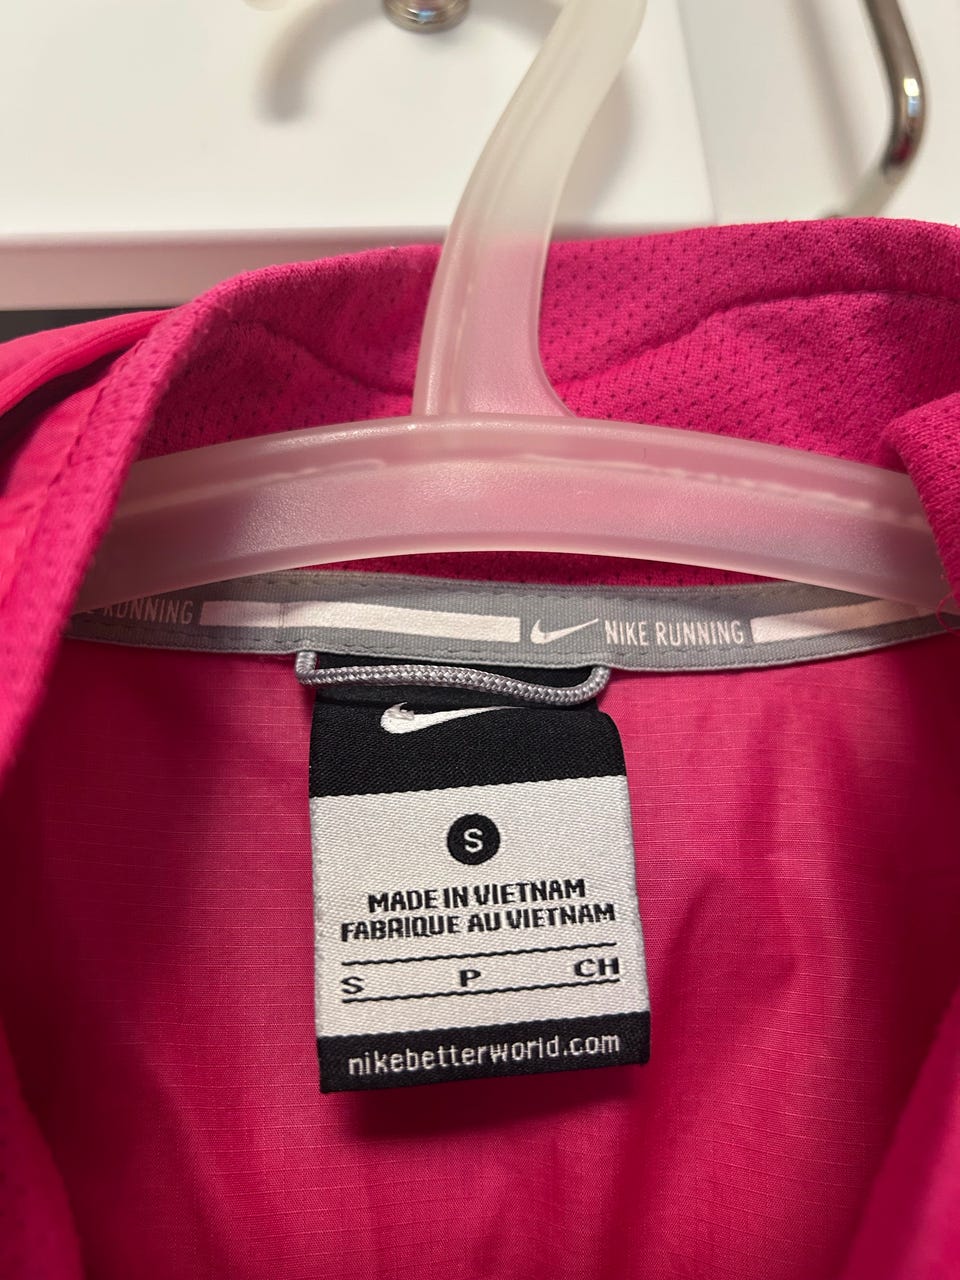 RUNNING
NIKE RUNNING
S
MADE IN VIETNAM
FABRIQUE AU VIETNAM
S P CH
nikebetterworld.com